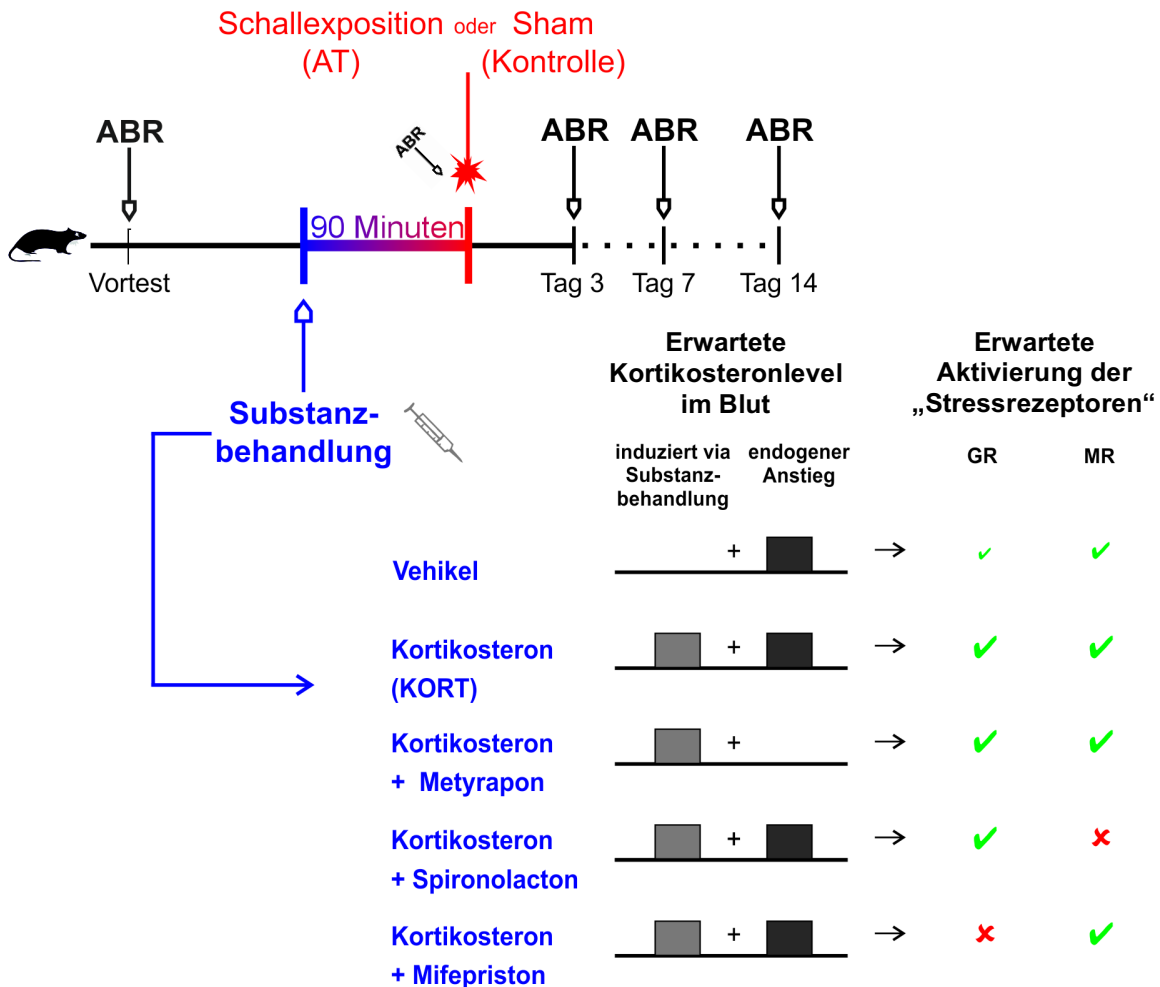 Schallexposition oder Sham
(AT) (Kontrolle)
ABR
ABR
ABR
ABR
ABR
90 Minuten
Vortest
Tag 3
Tag 7
Tag 14
Substanz-
behandlung
Erwartete
Kortikosteronlevel
im Blut
Erwartete
Aktivierung der
„Stressrezeptoren“
induziert via
Substanz-
behandlung
endogener
Anstieg
GR
MR
Vehikel
+
Kortikosteron
(KORT)
+
Kortikosteron
+ Metyrapon
+
Kortikosteron
+ Spironolacton
+
Kortikosteron
+ Mifepriston
+